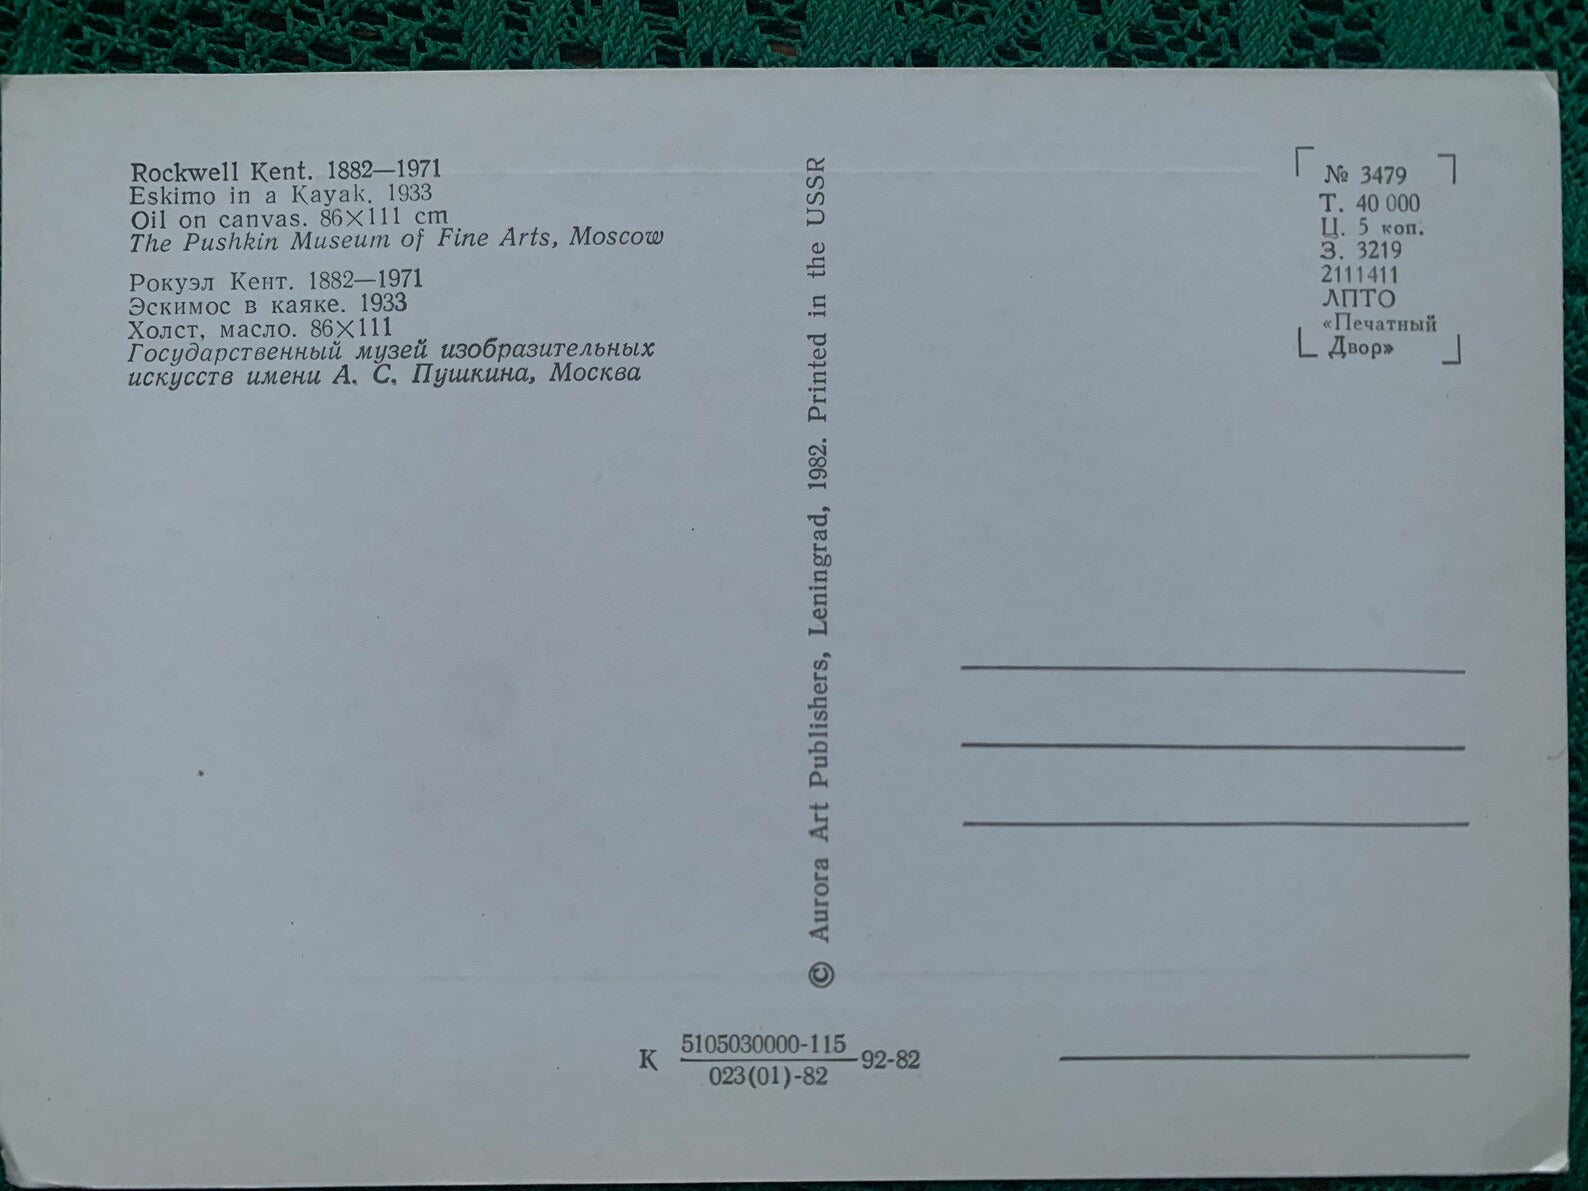 Rockwell Kent. 1882—1971
Eskimo in a Kayak. 1933
Oil on canvas. 86×111 cm
The Pushkin Museum of Fine Arts, Moscow
Рокуэл Кент. 1882—1971
Эскимос в каяке. 1933
Холст, масло. 86×111
Государственный музей изобразительных
искусств имени А. С. Пушкина, Москва
© Aurora Art Publishers, Leningrad, 1982. Printed in the USSR
№ 3479
Т. 40 000
Ц. 5 коп.
З. 3219
2111411
ЛПТО
«Печатный
Двор»
К 5105030000-115
023(01)-82 92-82